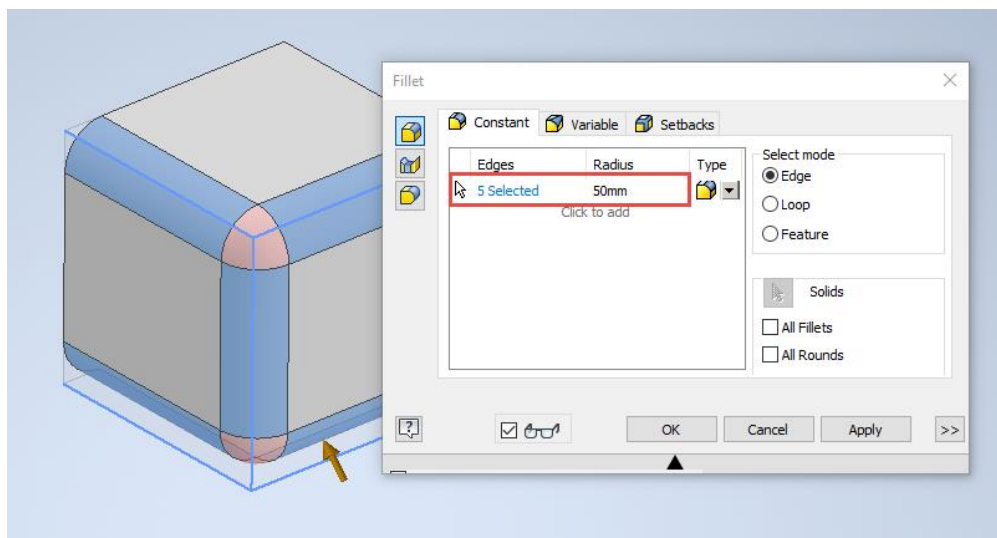 Fillet
Constant Variable Setbacks
Edges Radius Type
5 Selected 50mm
Click to add
Select mode
Edge
Loop
Feature
Solids
All Fillets
All Rounds
?
OK Cancel Apply >>